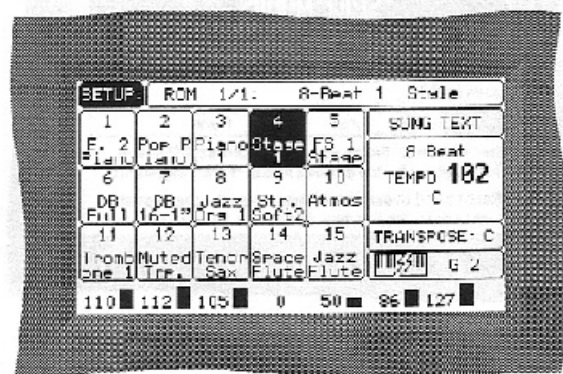 SETUP ROM 1/1: 8-Beat 1 Stale
1 2 3 4 5 SONG TEXT
E. 2 Pop P Piano Stage FS 1 8 Beat
Piano iano 1 1 Stage
6 7 8 9 10 TEMPO 102
DB DB Jazz Str. Atmos C
Full 16-1" Org 1 Soft2
11 12 13 14 15 TRANSPOSE: C
Tromb Muted Tenor Space Jazz G 2
one 1 Trp. Sax Flute Flute
110 112 105 0 50 96 127